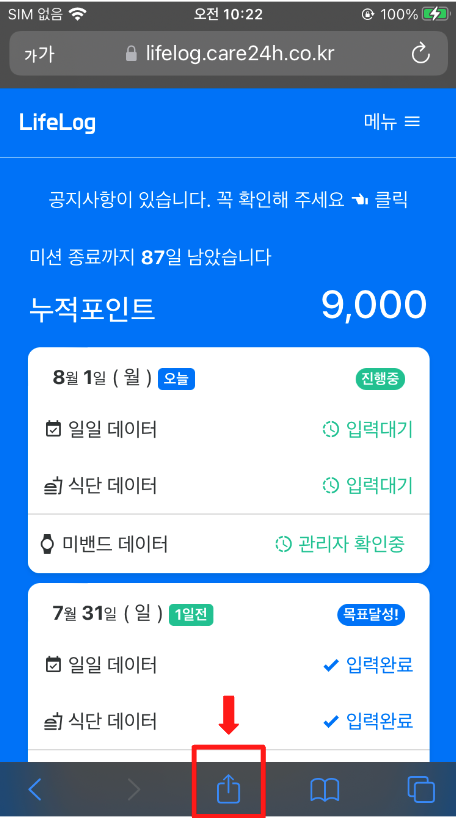 SIM 없음 오전 10:22 100%
가가 lifelog.care24h.co.kr
LifeLog 메뉴
공지사항이 있습니다. 꼭 확인해 주세요 클릭
미션 종료까지 87일 남았습니다
누적포인트 9,000
8월 1일 ( 월 ) 오늘 진행중
일일 데이터 입력대기
식단 데이터 입력대기
미밴드 데이터 관리자 확인중
7월 31일 ( 일 ) 1일전 목표달성!
일일 데이터 입력완료
식단 데이터 입력완료